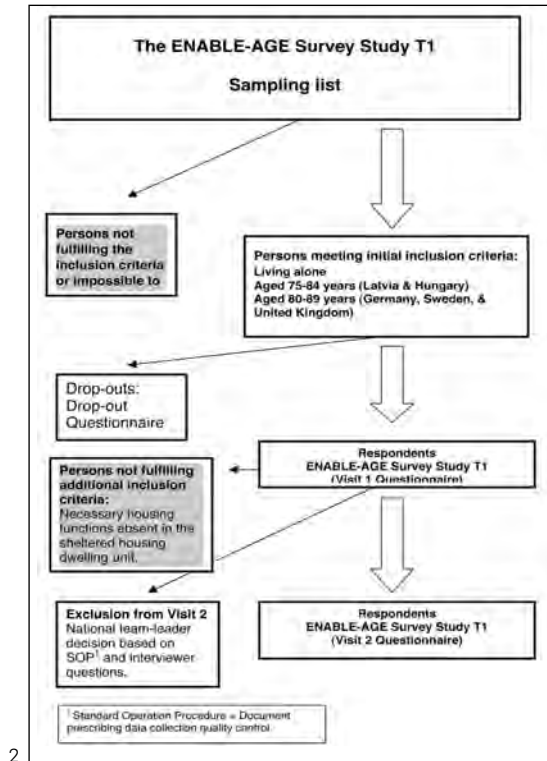 The ENABLE-AGE Survey Study T1
Sampling list
Persons not
fulfilling the
inclusion criteria
or impossible to
Persons meeting initial inclusion criteria:
Living alone
Aged 75-84 years (Latvia & Hungary)
Aged 80-89 years (Germany, Sweden, &
United Kingdom)
Drop-outs:
Drop-out
Questionnaire
Respondents
ENABLE-AGE Survey Study T1
(Visit 1 Questionnaire)
Persons not fulfilling
additional inclusion
criteria:
Necessary housing
functions absent in the
sheltered housing
dwelling unit.
Exclusion from Visit 2
National team-leader
decision based on
SOP¹ and interviewer
questions.
Respondents
ENABLE-AGE Survey Study T1
(Visit 2 Questionnaire)
¹ Standard Operation Procedure = Document
prescribing data collection quality control
2